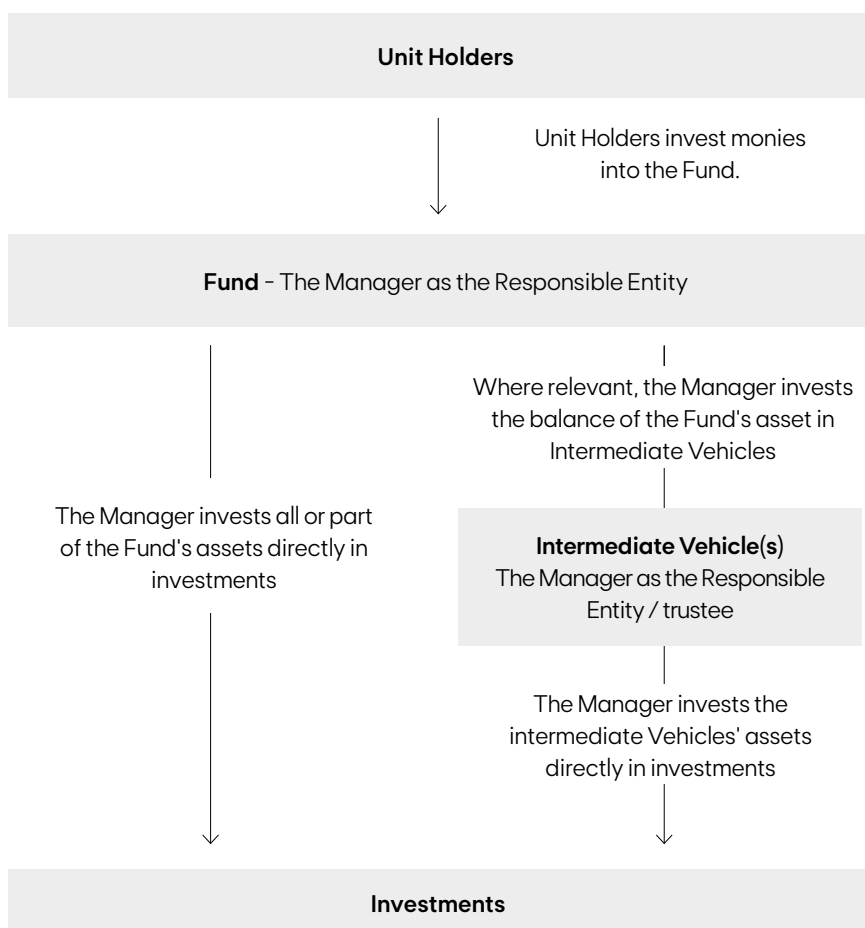 Unit Holders
Unit Holders invest monies
into the Fund.
Fund - The Manager as the Responsible Entity
Where relevant, the Manager invests
the balance of the Fund's asset in
Intermediate Vehicles
The Manager invests all or part
of the Fund's assets directly in
investments
Intermediate Vehicle(s)
The Manager as the Responsible
Entity / trustee
The Manager invests the
intermediate Vehicles' assets
directly in investments
Investments